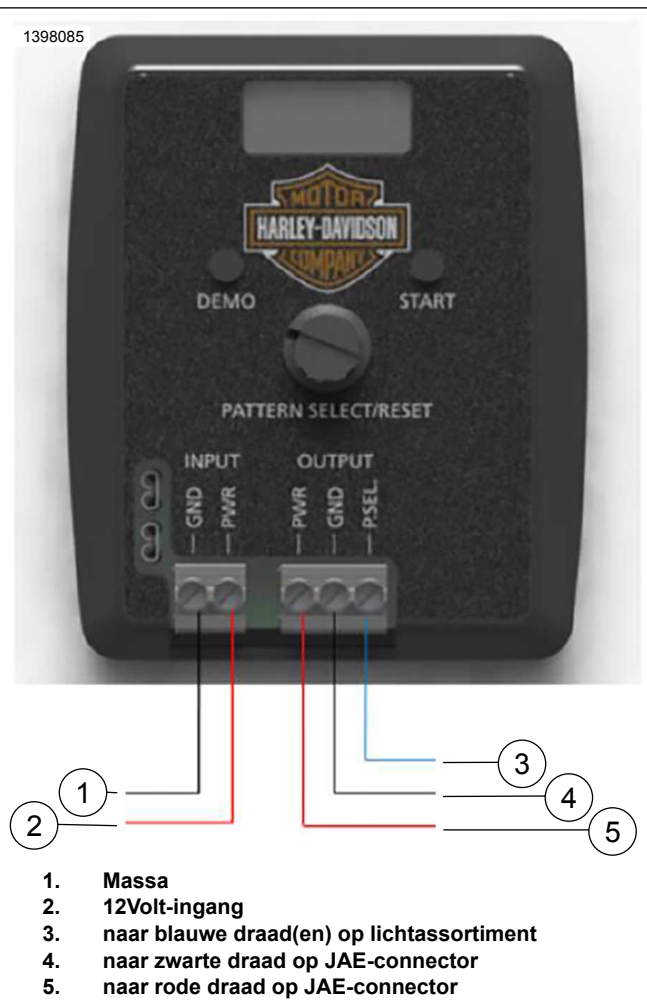 1398085
MOTOR
HARLEY-DAVIDSON
COMPANY
DEMO
START
PATTERN SELECT/RESET
INPUT
OUTPUT
GND
PWR
PWR
GND
P.SEL.
1
2
3
4
5
1. Massa
2. 12Volt-ingang
3. naar blauwe draad(en) op lichtassortiment
4. naar zwarte draad op JAE-connector
5. naar rode draad op JAE-connector